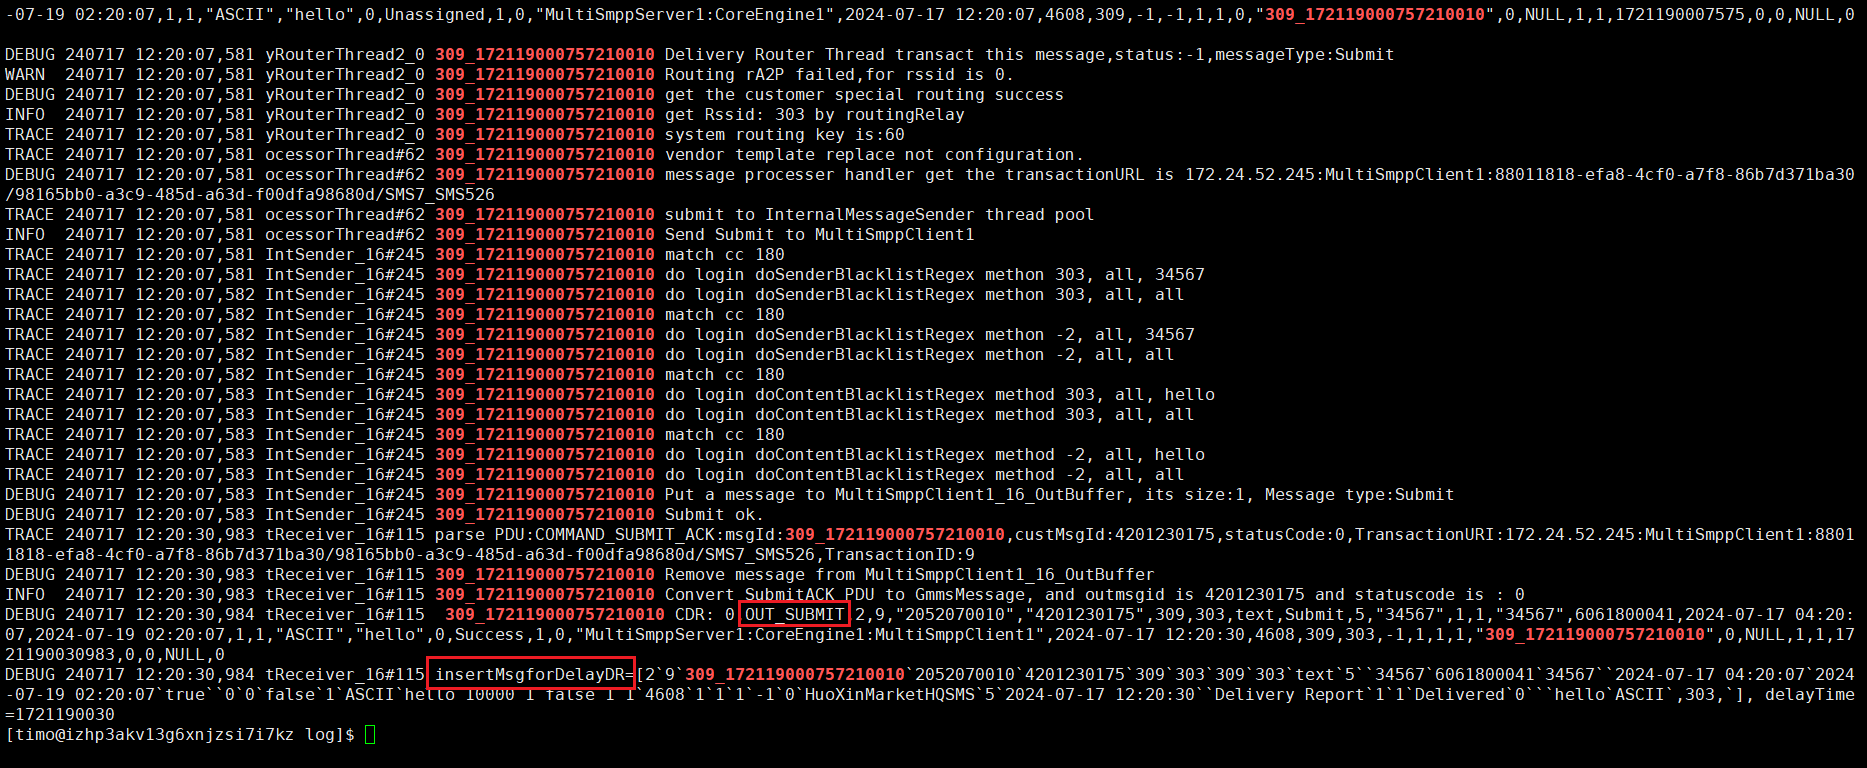 -07-19 02:20:07,1,1,"ASCII","hello",0,Unassigned,1,0,"MultiSmppServer1:CoreEngine1",2024-07-17 12:20:07,4608,309,-1,-1,1,1,0,"309_172119000757210010",0,NULL,1,1,1721190007575,0,0,NULL,0
DEBUG 240717 12:20:07,581 yRouterThread2_0 309_172119000757210010 Delivery Router Thread transact this message,status:-1,messageType:Submit
WARN  240717 12:20:07,581 yRouterThread2_0 309_172119000757210010 Routing rA2P failed,for rssid is 0.
DEBUG 240717 12:20:07,581 yRouterThread2_0 309_172119000757210010 get the customer special routing success
INFO  240717 12:20:07,581 yRouterThread2_0 309_172119000757210010 get Rssid: 303 by routingRelay
TRACE 240717 12:20:07,581 yRouterThread2_0 309_172119000757210010 system routing key is:60
TRACE 240717 12:20:07,581 ocessorThread#62 309_172119000757210010 vendor template replace not configuration.
DEBUG 240717 12:20:07,581 ocessorThread#62 309_172119000757210010 message processer handler get the transactionURL is 172.24.52.245:MultiSmppClient1:88011818-efa8-4cf0-a7f8-86b7d371ba30
/98165bb0-a3c9-485d-a63d-f00dfa98680d/SMS7_SMS526
TRACE 240717 12:20:07,581 ocessorThread#62 309_172119000757210010 submit to InternalMessageSender thread pool
INFO  240717 12:20:07,581 ocessorThread#62 309_172119000757210010 Send Submit to MultiSmppClient1
TRACE 240717 12:20:07,581 IntSender_16#245 309_172119000757210010 match cc 180
TRACE 240717 12:20:07,581 IntSender_16#245 309_172119000757210010 do login doSenderBlacklistRegex methon 303, all, 34567
TRACE 240717 12:20:07,582 IntSender_16#245 309_172119000757210010 do login doSenderBlacklistRegex methon 303, all, all
TRACE 240717 12:20:07,582 IntSender_16#245 309_172119000757210010 match cc 180
TRACE 240717 12:20:07,582 IntSender_16#245 309_172119000757210010 do login doSenderBlacklistRegex methon -2, all, 34567
TRACE 240717 12:20:07,582 IntSender_16#245 309_172119000757210010 do login doSenderBlacklistRegex methon -2, all, all
TRACE 240717 12:20:07,582 IntSender_16#245 309_172119000757210010 match cc 180
TRACE 240717 12:20:07,583 IntSender_16#245 309_172119000757210010 do login doContentBlacklistRegex method 303, all, hello
TRACE 240717 12:20:07,583 IntSender_16#245 309_172119000757210010 do login doContentBlacklistRegex method 303, all, all
TRACE 240717 12:20:07,583 IntSender_16#245 309_172119000757210010 match cc 180
TRACE 240717 12:20:07,583 IntSender_16#245 309_172119000757210010 do login doContentBlacklistRegex method -2, all, hello
TRACE 240717 12:20:07,583 IntSender_16#245 309_172119000757210010 do login doContentBlacklistRegex method -2, all, all
DEBUG 240717 12:20:07,583 IntSender_16#245 309_172119000757210010 Put a message to MultiSmppClient1_16_OutBuffer, its size:1, Message type:Submit
DEBUG 240717 12:20:07,583 IntSender_16#245 309_172119000757210010 Submit ok.
TRACE 240717 12:20:30,983 tReceiver_16#115 parse PDU:COMMAND_SUBMIT_ACK:msgId:309_172119000757210010,custMsgId:4201230175,statusCode:0,TransactionURI:172.24.52.245:MultiSmppClient1:8801
1818-efa8-4cf0-a7f8-86b7d371ba30/98165bb0-a3c9-485d-a63d-f00dfa98680d/SMS7_SMS526,TransactionID:9
DEBUG 240717 12:20:30,983 tReceiver_16#115 309_172119000757210010 Remove message from MultiSmppClient1_16_OutBuffer
INFO  240717 12:20:30,983 tReceiver_16#115 309_172119000757210010 Convert SubmitACK PDU to GmmsMessage, and outmsgid is 4201230175 and statuscode is : 0
DEBUG 240717 12:20:30,984 tReceiver_16#115  309_172119000757210010 CDR: 0 OUT_SUBMIT 2,9,"2052070010","4201230175",309,303,text,Submit,5,"34567",1,1,"34567",6061800041,2024-07-17 04:20:
07,2024-07-19 02:20:07,1,1,"ASCII","hello",0,Success,1,0,"MultiSmppServer1:CoreEngine1:MultiSmppClient1",2024-07-17 12:20:30,4608,309,303,-1,1,1,1,"309_172119000757210010",0,NULL,1,1,172
1190030983,0,0,NULL,0
DEBUG 240717 12:20:30,984 tReceiver_16#115 insertMsgforDelayDR=[2`9`309_172119000757210010`2052070010`4201230175`309`303`309`303`text`5``34567`6061800041`34567``2024-07-17 04:20:07`2024
-07-19 02:20:07`true``0`0`false`1`ASCII`hello 10000 1 false 1 1`4608`1`1`1`-1`0`HuoXinMarketHQSMS`5`2024-07-17 12:20:30``Delivery Report`1`1`Delivered`0```hello`ASCII`,303,`], delayTime
=1721190030
[timo@izhp3akv13g6xnjzsi7i7kz log]$